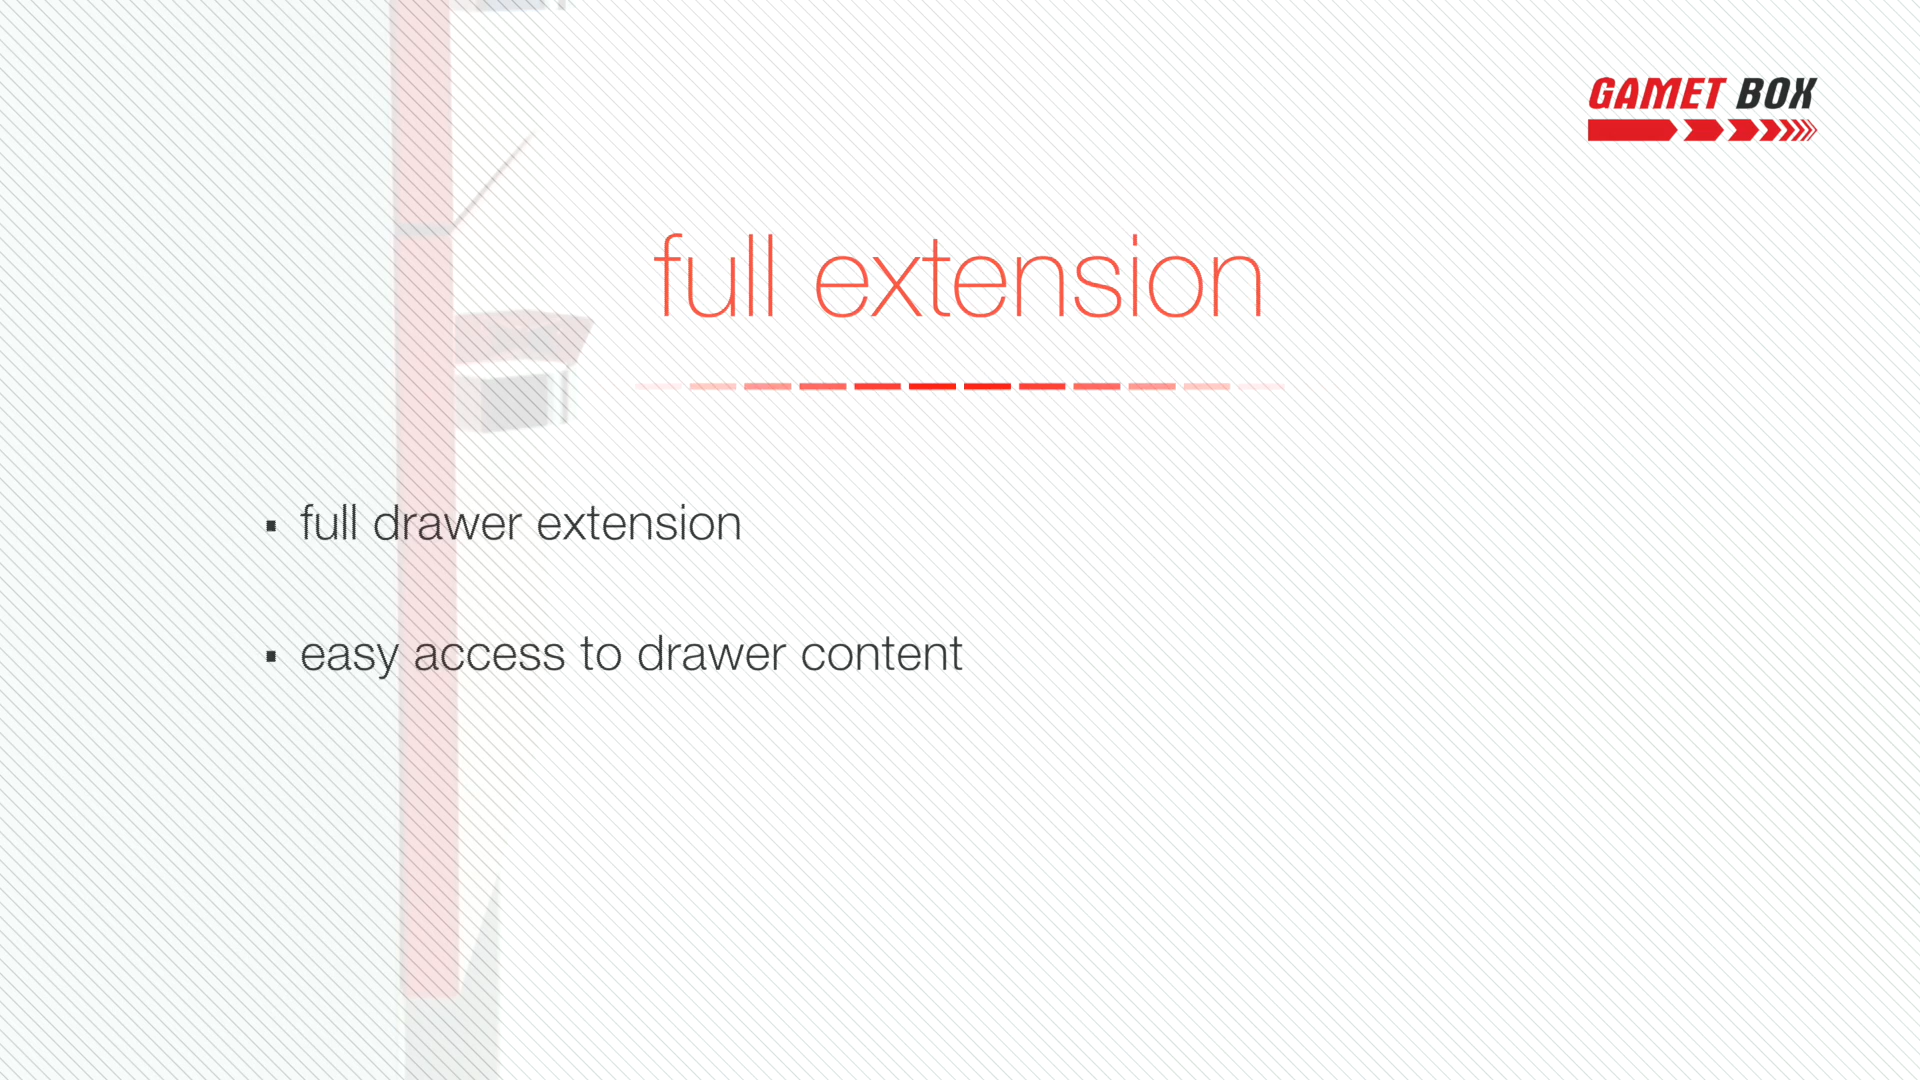 GAMET BOX
full extension
▪ full drawer extension
▪ easy access to drawer content